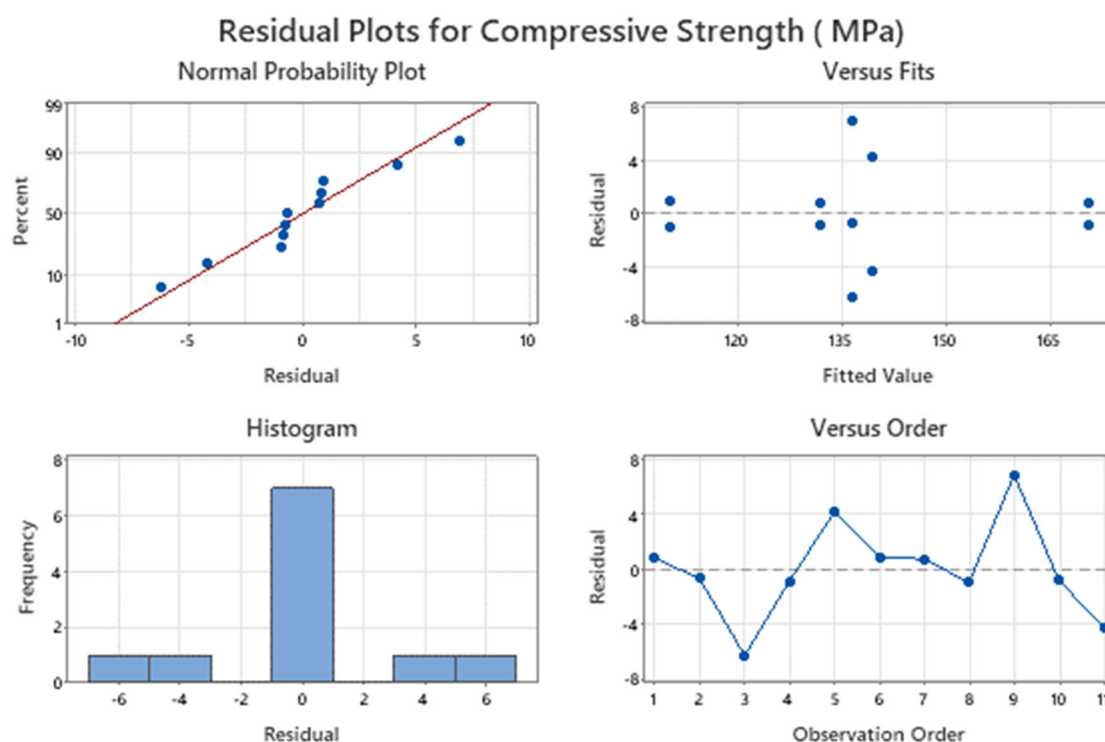 Residual Plots for Compressive Strength ( MPa)
Normal Probability Plot
99
90
50
10
1
Percent
-10 -5 0 5 10
Residual
Versus Fits
8
4
0
-4
-8
Residual
120 135 150 165
Fitted Value
Histogram
8
6
4
2
0
Frequency
-6 -4 -2 0 2 4 6
Residual
Versus Order
8
4
0
-4
-8
Residual
1 2 3 4 5 6 7 8 9 10
Observation Order